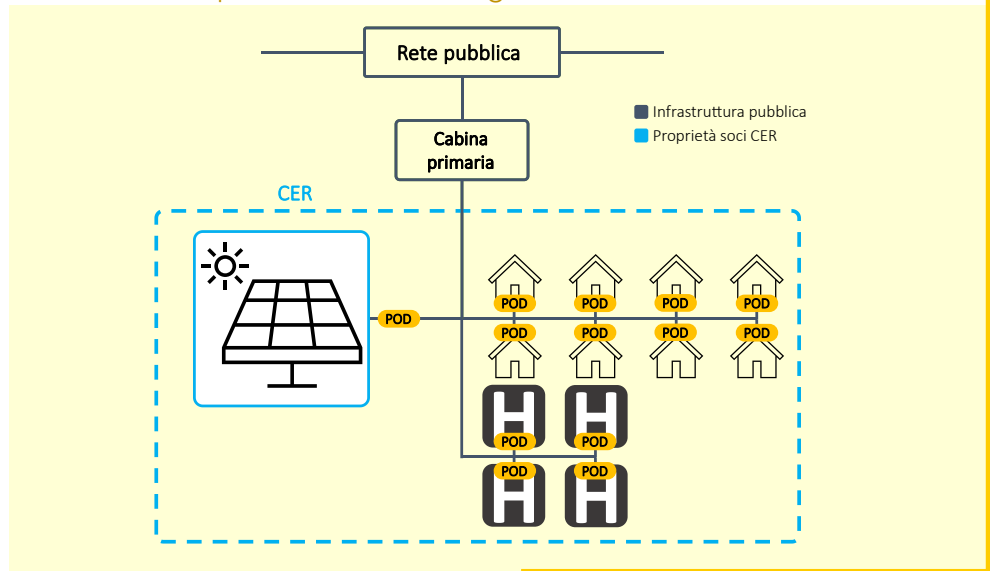 Rete pubblica
Infrastruttura pubblica
Cabina
primaria
Proprietà soci CER
CER
POD POD POD POD
POD
POD POD POD POD
H H
POD POD
POD POD
H H